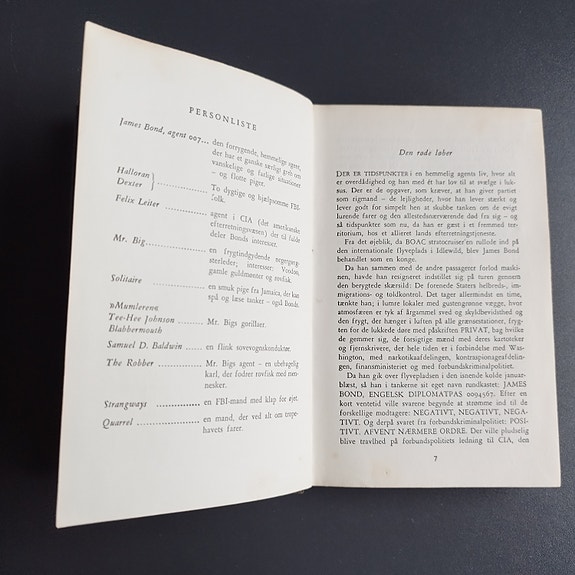 PERSONLISTE
James Bond, agent 007... den forrygende, hemmelige agent,
der har et ganske særligt greb om
vanskelige og farlige situationer
– og flotte piger.
Halloran
Dexter
To dygtige og hjælpsomme FBI-
folk.
Felix Leiter
agent i CIA (det amerikanske
efterretningsvæsen) der til fulde
deler Bonds interesser.
Mr. Big
en frygtindgydende negergang-
sterleder; interesser: Voodoo,
gamle guldmønter og rovfisk.
Solitaire
en smuk pige fra Jamaica, der kan
spå og læse tanker – også Bonds.
»Mumleren«
Tee-Hee Johnson
Blabbermouth
Mr. Bigs gorillaer.
Samuel D. Baldwin
en flink sovevognskonduktør.
The Robber
Mr. Bigs agent – en ubehagelig
karl, der fodrer rovfisk med men-
nesker.
Strangways
en FBI-mand med klap for øjet.
Quarrel
en mand, der ved alt om trope-
havets farer.
Den røde løber
DER ER TIDSPUNKTER i en hemmelig agents liv, hvor alt
er overdådighed og han med ét har lov til at svælge i luk-
sus. Der er de opgaver, som kræver, at han giver partiet
som rigmand – de lejligheder, hvor han lever stærkt og
lever godt for simpelt hen at skubbe tanken om de evigt
lurende farer og den allestedsnærværende død fra sig – og
så tidspunkter som nu, da han er gæst i et fremmed terri-
torium, hos et allieret lands efterretningstjeneste.
Fra det øjeblik, da BOAC stratocruiser'en rullede ind på
den internationale flyveplads i Idlewild, blev James Bond
behandlet som en konge.
Da han sammen med de andre passagerer forlod maskinen,
havde han resigneret indstillet sig på turen gennem
den berygtede skærsild: De forenede Staters helbreds-, im-
migrations- og toldkontrol. Det tager allermindst en time,
tænkte han; i lumre lokaler med gustengrønne vægge, hvor
atmosfæren er tyk af årgammel sved og skyldbevidsthed og
den frygt, der hænger i luften på alle grænsestationer, fryg-
ten for de lukkede døre med påskriften PRIVAT, bag hvilke
de gemmer sig, de forsigtige mænd med deres kartoteker
og fjernskrivere, der hele tiden er i forbindelse med Wa-
shington, med narkotikaafdelingen, kontraspionageafdelin-
gen, finansministeriet og med forbundskriminalpolitiet.
Da han gik over flyvepladsen i den isnende kolde januar-
blæst, så han i tankerne sit eget navn rundkastet: JAMES
BOND, ENGELSK DIPLOMATPAS 0094567. Efter en
kort ventetid ville svarene begynde at strømme ind til de
forskellige modtagere: NEGATIVT, NEGATIVT, NEGA-
TIVT. Og derpå svaret fra forbundskriminalpolitiet: POSI-
TIVT. AFVENT NÆRMERE ORDRE. Der ville pludselig
blive travlhed på forbundspolitiets ledning til CIA, den
7